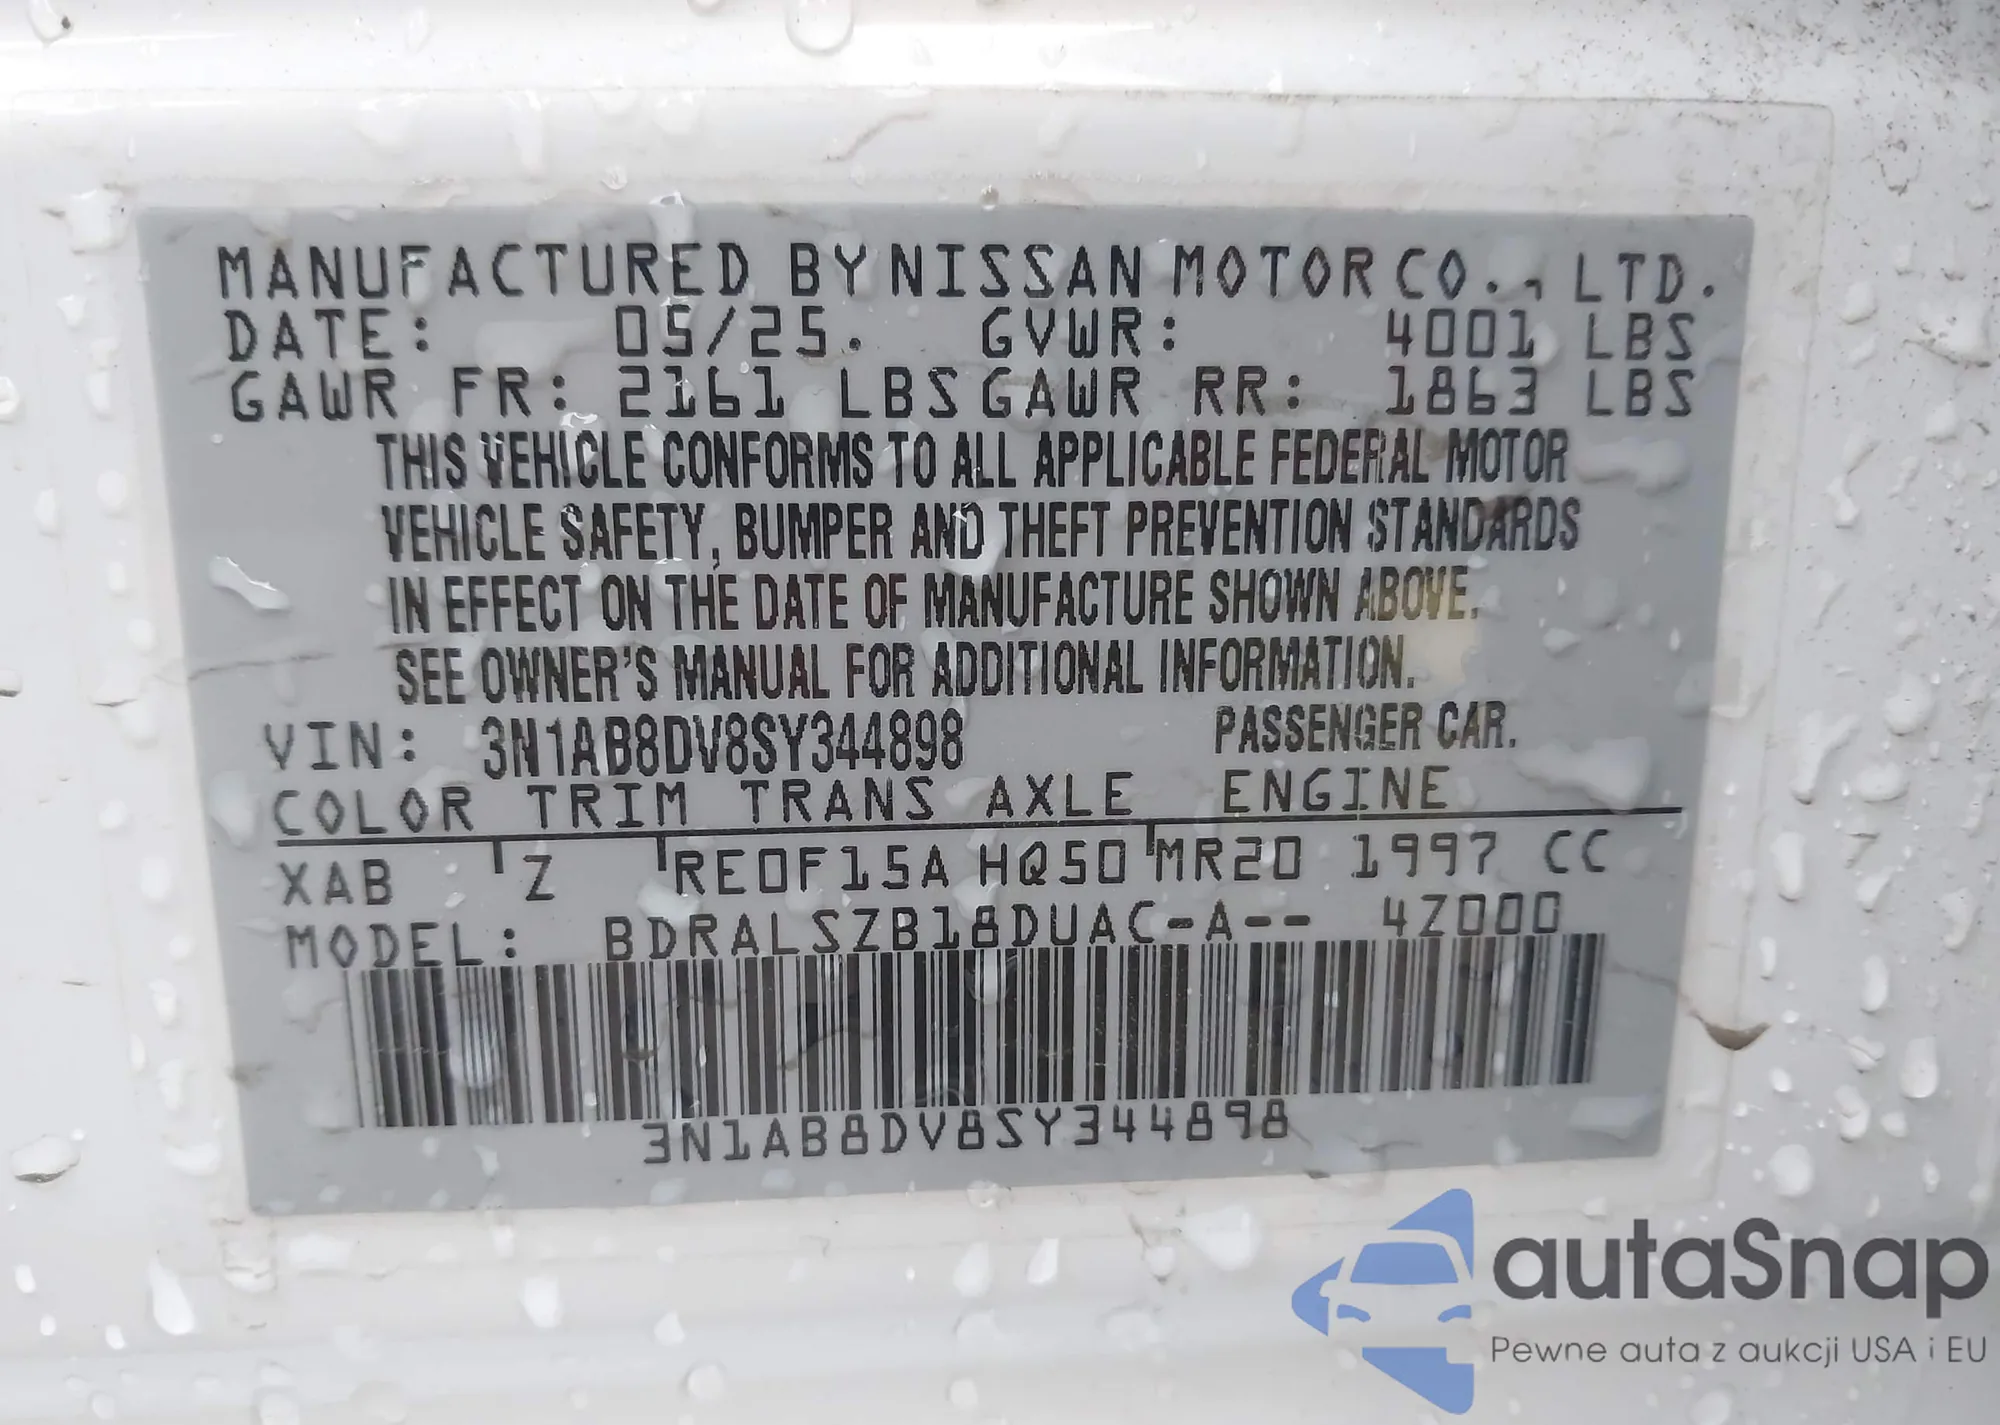 MANUFACTURED BY NISSAN MOTOR CO., LTD.
DATE: 05/25. GVWR: 4001 LBS
GAWR FR: 2161 LBS GAWR RR: 1863 LBS
THIS VEHICLE CONFORMS TO ALL APPLICABLE FEDERAL MOTOR
VEHICLE SAFETY, BUMPER AND THEFT PREVENTION STANDARDS
IN EFFECT ON THE DATE OF MANUFACTURE SHOWN ABOVE.
SEE OWNER'S MANUAL FOR ADDITIONAL INFORMATION.
VIN: 3N1AB8DV8SY344898 PASSENGER CAR.
COLOR TRIM TRANS AXLE ENGINE
XAB Z RE0F15A HQ50 MR20 1997 CC
MODEL: BDRALSZB18DUAC-A-- 4Z000
3N1AB8DV8SY344898
autaSnap
Pewne auta z aukcji USA i EU